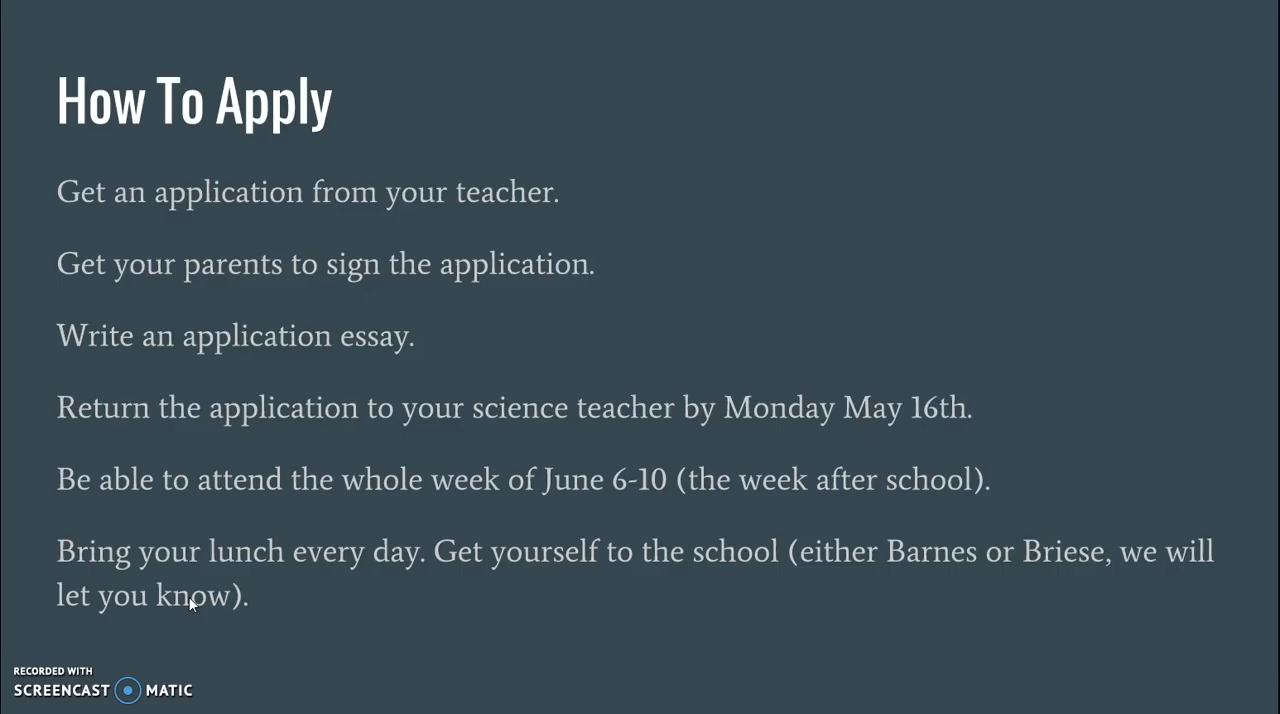 How To Apply
Get an application from your teacher.
Get your parents to sign the application.
Write an application essay.
Return the application to your science teacher by Monday May 16th.
Be able to attend the whole week of June 6-10 (the week after school).
Bring your lunch every day. Get yourself to the school (either Barnes or Briese, we will
let you know).
RECORDED WITH
SCREENCAST MATIC